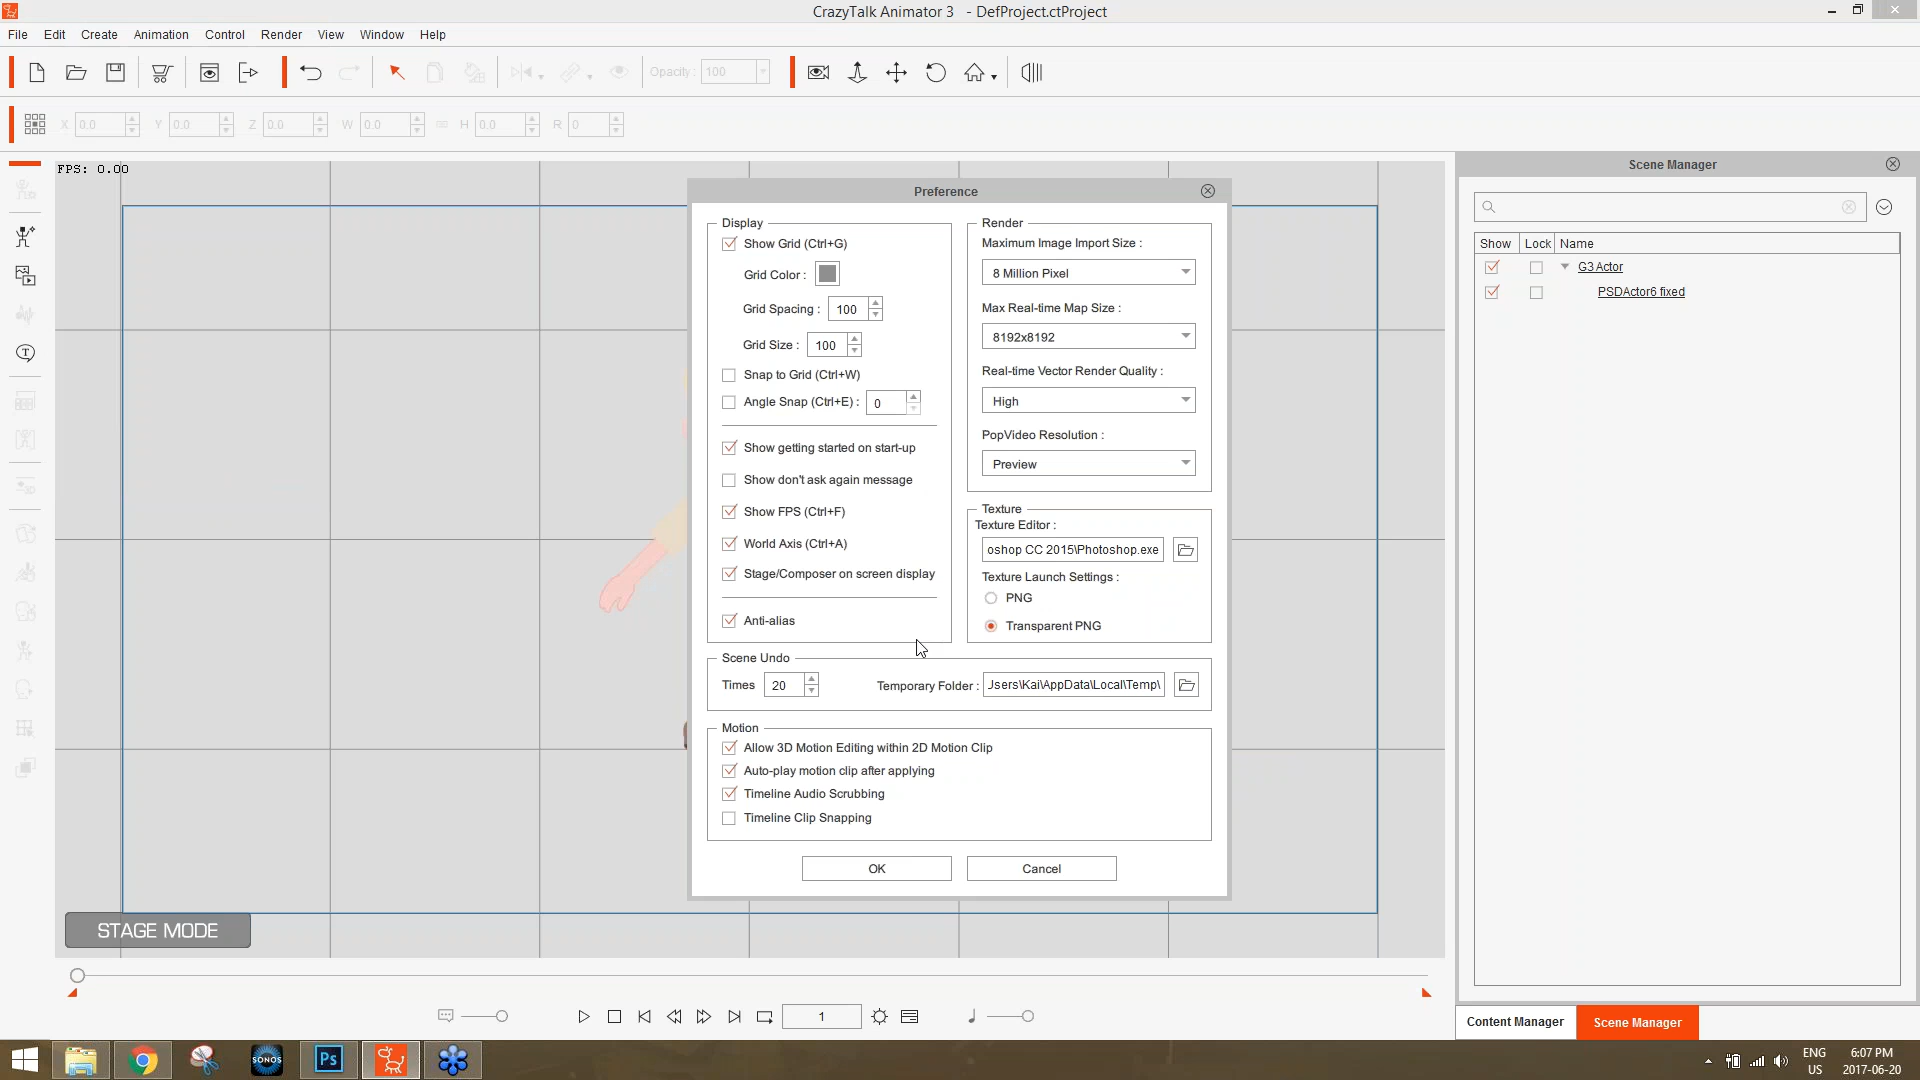 CrazyTalk Animator 3 - DefProject.ctProject
File Edit Create Animation Control Render View Window Help
Opacity : 100
X 0.0 Y 0.0 Z 0.0 W 0.0 H 0.0 R 0
FPS: 0.00
Preference
Display
Show Grid (Ctrl+G)
Grid Color :
Grid Spacing : 100
Grid Size : 100
Snap to Grid (Ctrl+W)
Angle Snap (Ctrl+E) : 0
Show getting started on start-up
Show don't ask again message
Show FPS (Ctrl+F)
World Axis (Ctrl+A)
Stage/Composer on screen display
Anti-alias
Render
Maximum Image Import Size :
8 Million Pixel
Max Real-time Map Size :
8192x8192
Real-time Vector Render Quality :
High
PopVideo Resolution :
Preview
Texture
Texture Editor :
oshop CC 2015\Photoshop.exe
Texture Launch Settings :
PNG
Transparent PNG
Scene Undo
Times 20 Temporary Folder : Jsers\Kai\AppData\Local\Temp\
Motion
Allow 3D Motion Editing within 2D Motion Clip
Auto-play motion clip after applying
Timeline Audio Scrubbing
Timeline Clip Snapping
OK Cancel
Scene Manager
Show Lock Name
G3 Actor
PSDActor6 fixed
STAGE MODE
1
Content Manager Scene Manager
SONOS
Ps
ENG
US
6:07 PM
2017-06-20